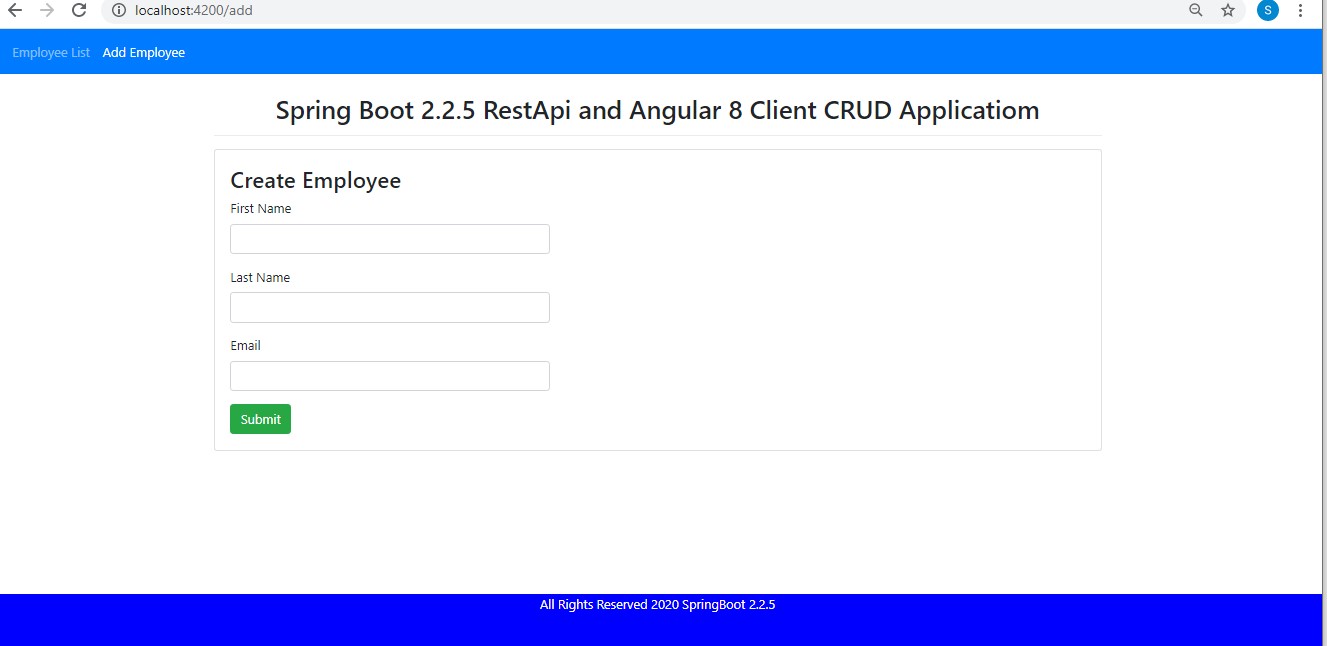 localhost:4200/add
S
Employee List Add Employee
Spring Boot 2.2.5 RestApi and Angular 8 Client CRUD Applicatiom
Create Employee
First Name
Last Name
Email
Submit
All Rights Reserved 2020 SpringBoot 2.2.5